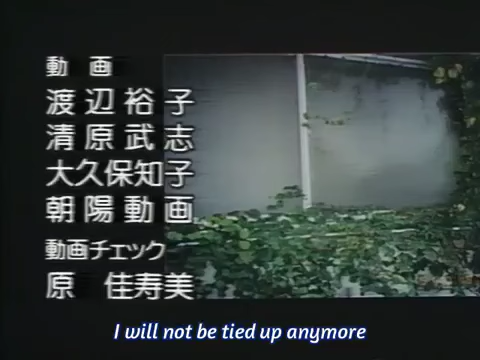 動 画
渡辺裕子
清原武志
大久保知子
朝陽動画
動画チェック
原 佳寿美
I will not be tied up anymore